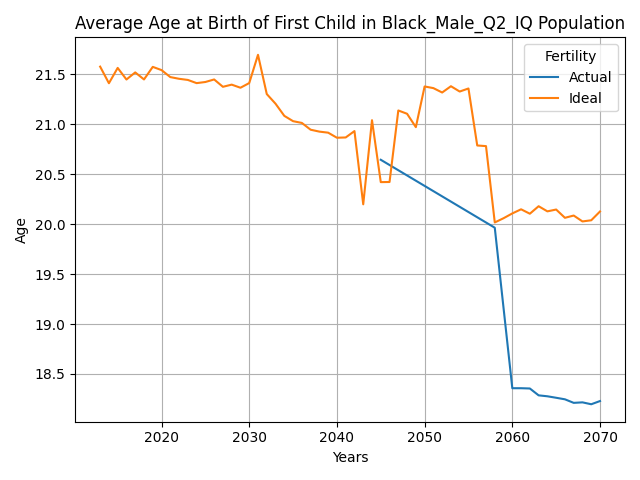 Average Age at Birth of First Child in Black_Male_Q2_IQ Population
Fertility
Actual
Ideal
Age
21.5
21.0
20.5
20.0
19.5
19.0
18.5
2020
2030
2040
2050
2060
2070
Years